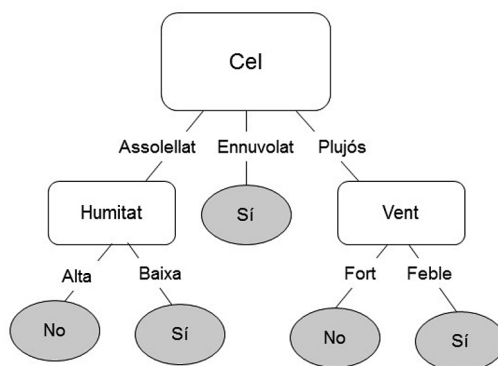 Cel
Assolellat Ennuvolat Plujós
Humitat Sí Vent
Alta Baixa Fort Feble
No Sí No Sí